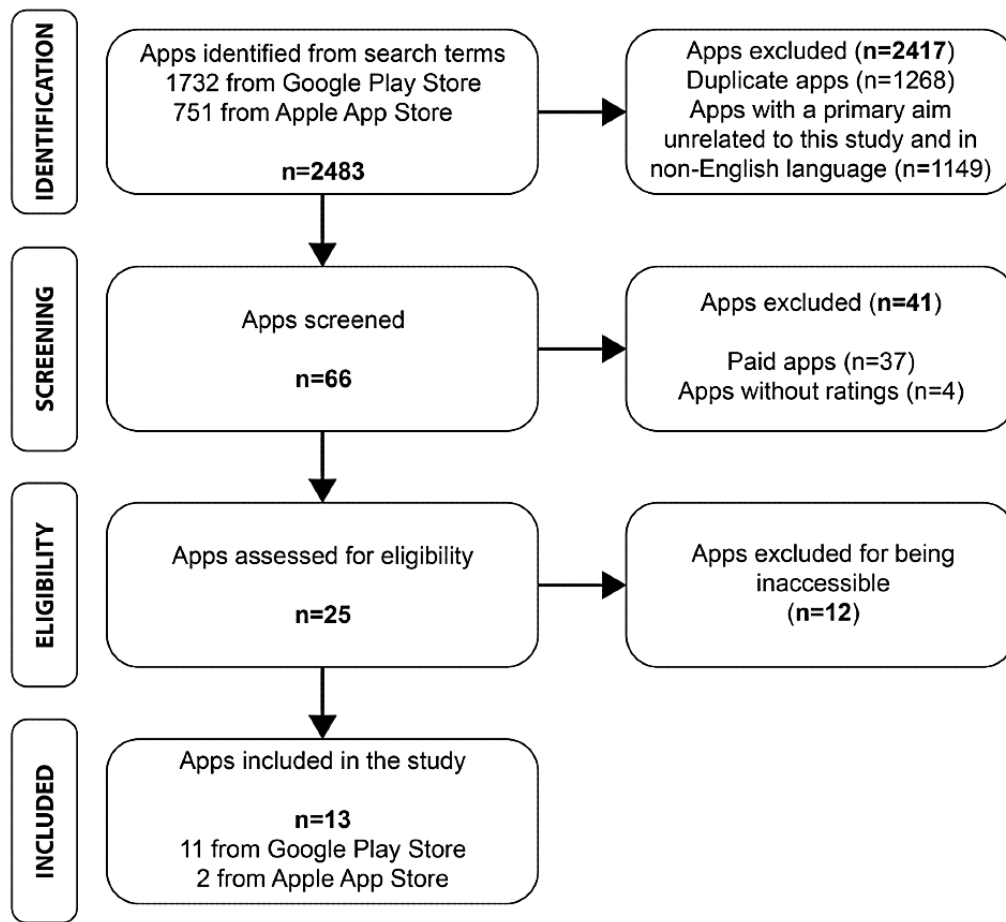 IDENTIFICATION
Apps identified from search terms
1732 from Google Play Store
751 from Apple App Store
n=2483
Apps excluded (n=2417)
Duplicate apps (n=1268)
Apps with a primary aim
unrelated to this study and in
non-English language (n=1149)
SCREENING
Apps screened
n=66
Apps excluded (n=41)
Paid apps (n=37)
Apps without ratings (n=4)
ELIGIBILITY
Apps assessed for eligibility
n=25
Apps excluded for being
inaccessible
(n=12)
INCLUDED
Apps included in the study
n=13
11 from Google Play Store
2 from Apple App Store